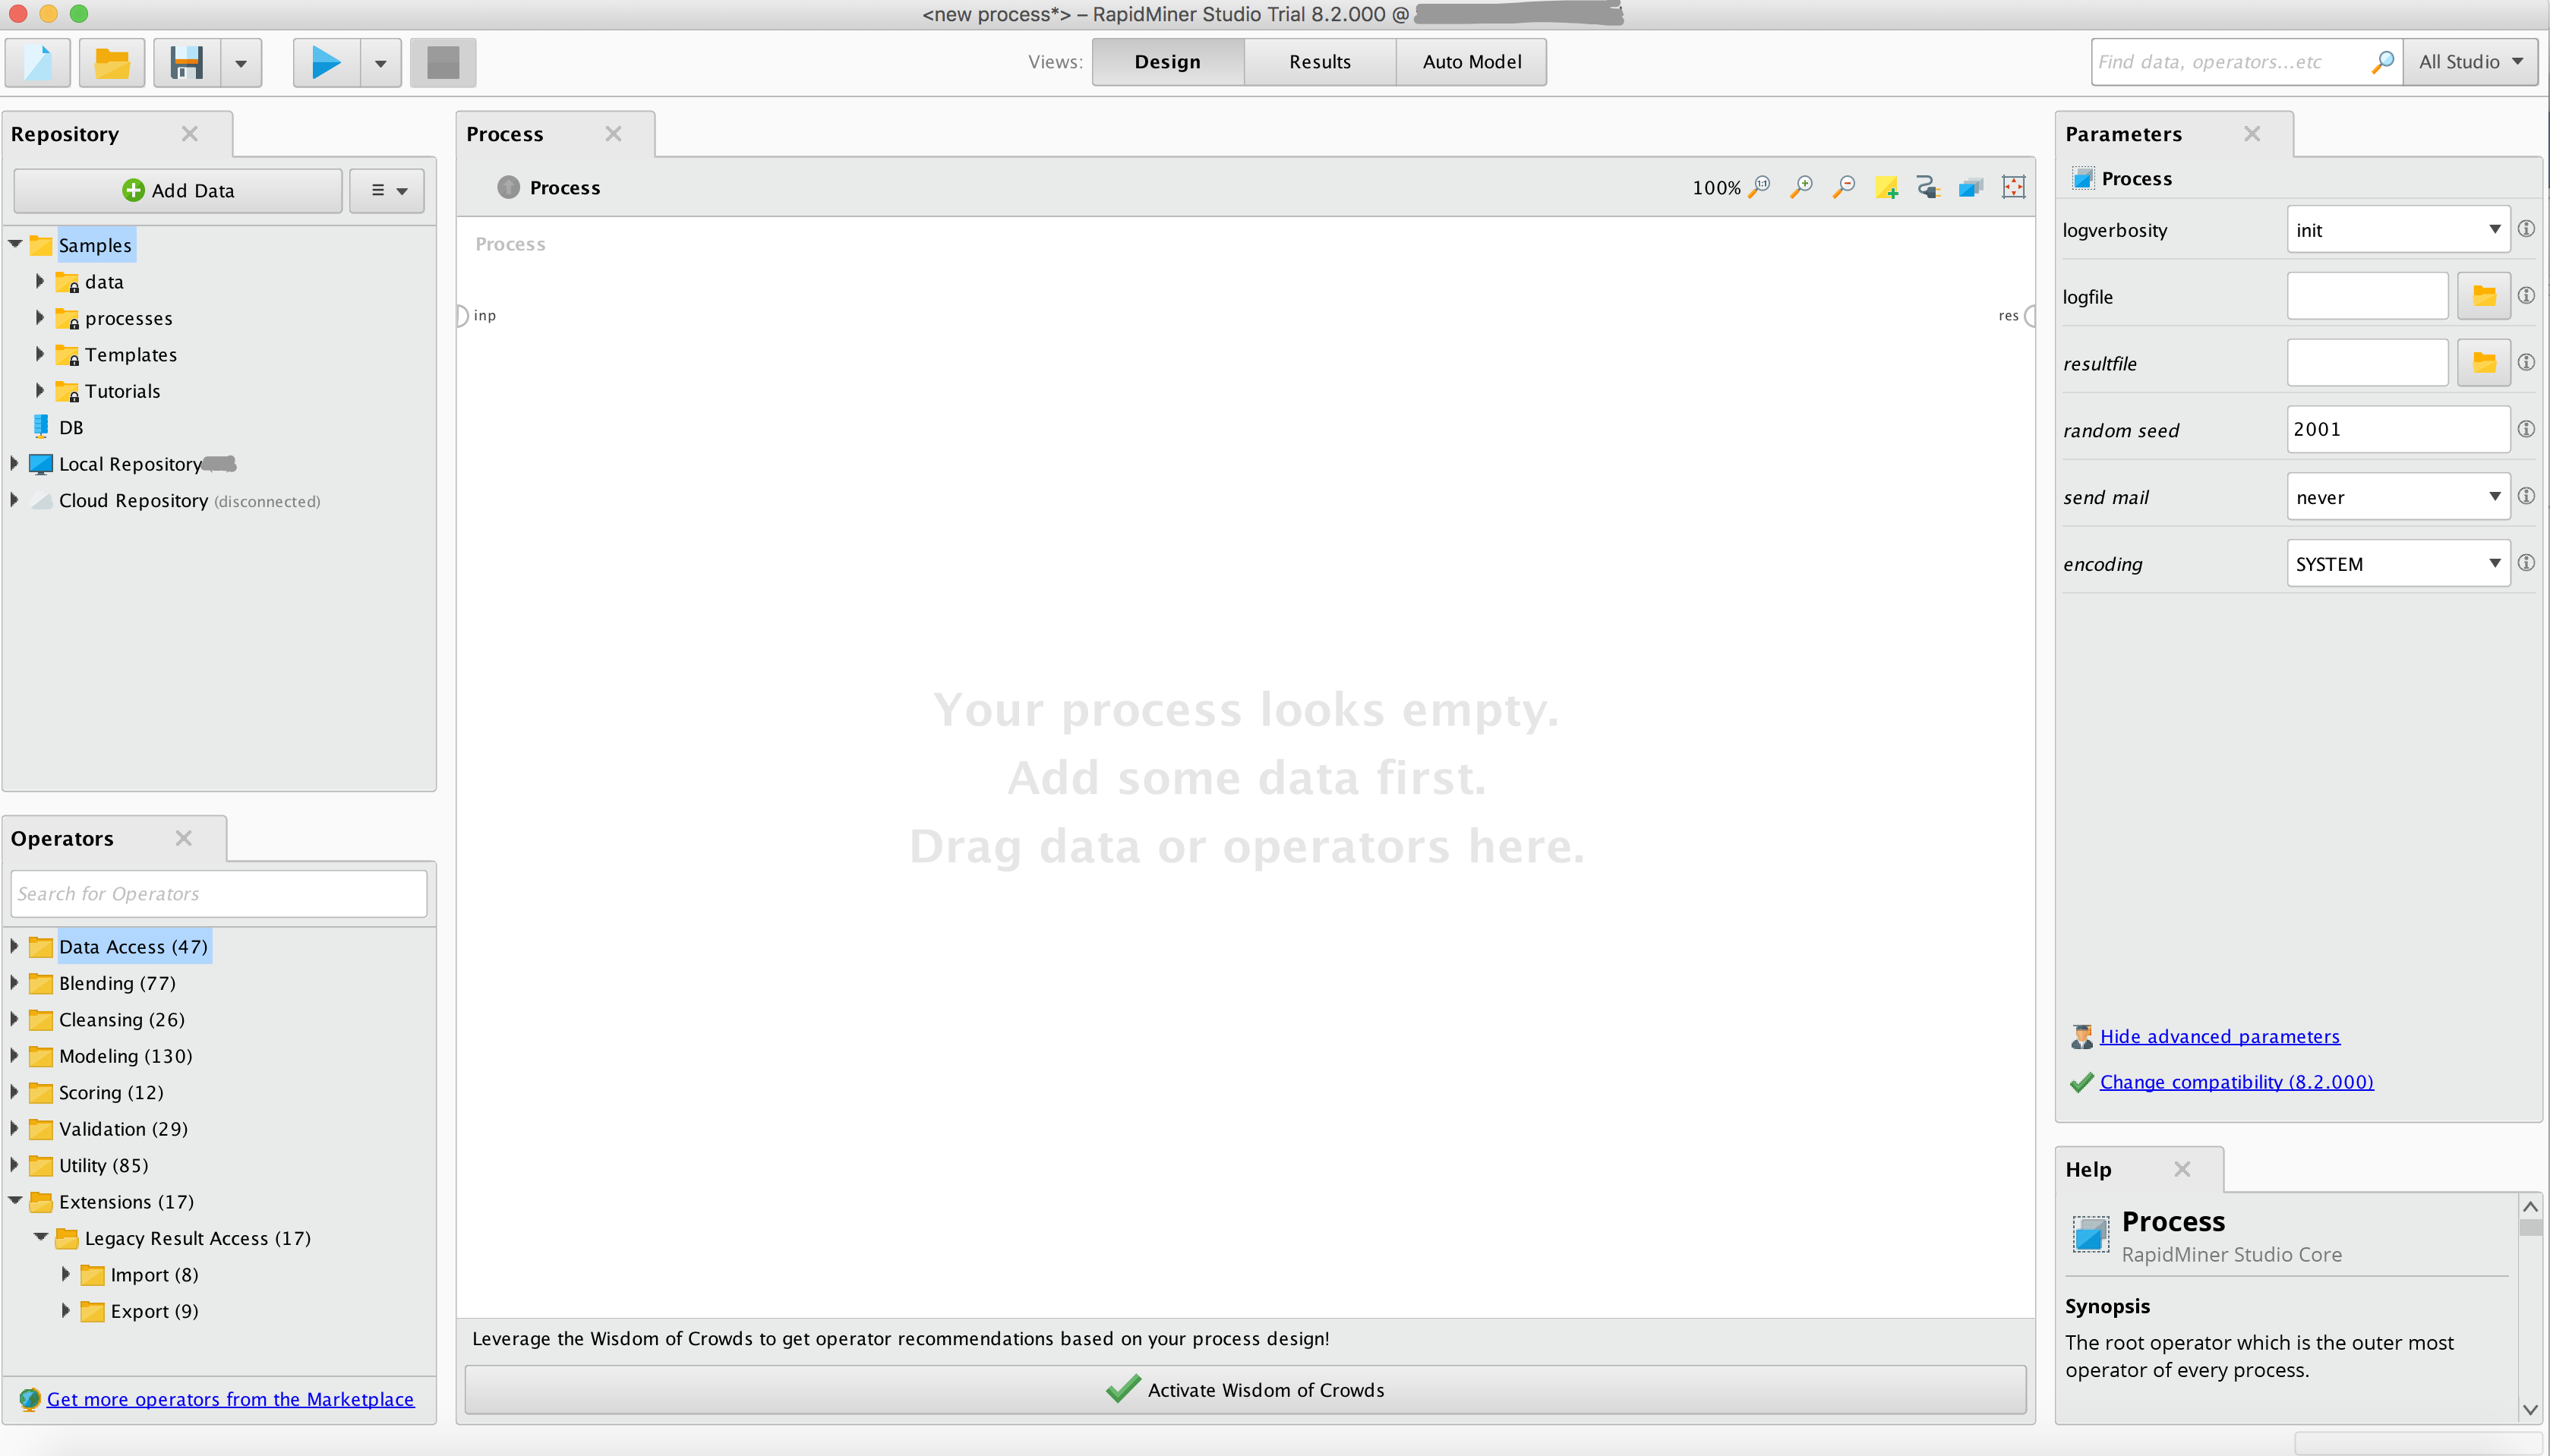 <new process*> – RapidMiner Studio Trial 8.2.000 @
Views:
Design
Results
Auto Model
Find data, operators...etc
All Studio
Repository
Add Data
Samples
data
processes
Templates
Tutorials
DB
Local Repository
Cloud Repository (disconnected)
Operators
Search for Operators
Data Access (47)
Blending (77)
Cleansing (26)
Modeling (130)
Scoring (12)
Validation (29)
Utility (85)
Extensions (17)
Legacy Result Access (17)
Import (8)
Export (9)
Get more operators from the Marketplace
Process
Process
100%
Process
inp
res
Your process looks empty.
Add some data first.
Drag data or operators here.
Leverage the Wisdom of Crowds to get operator recommendations based on your process design!
Activate Wisdom of Crowds
Parameters
Process
logverbosity
init
logfile
resultfile
random seed
2001
send mail
never
encoding
SYSTEM
Hide advanced parameters
Change compatibility (8.2.000)
Help
Process
RapidMiner Studio Core
Synopsis
The root operator which is the outer most
operator of every process.